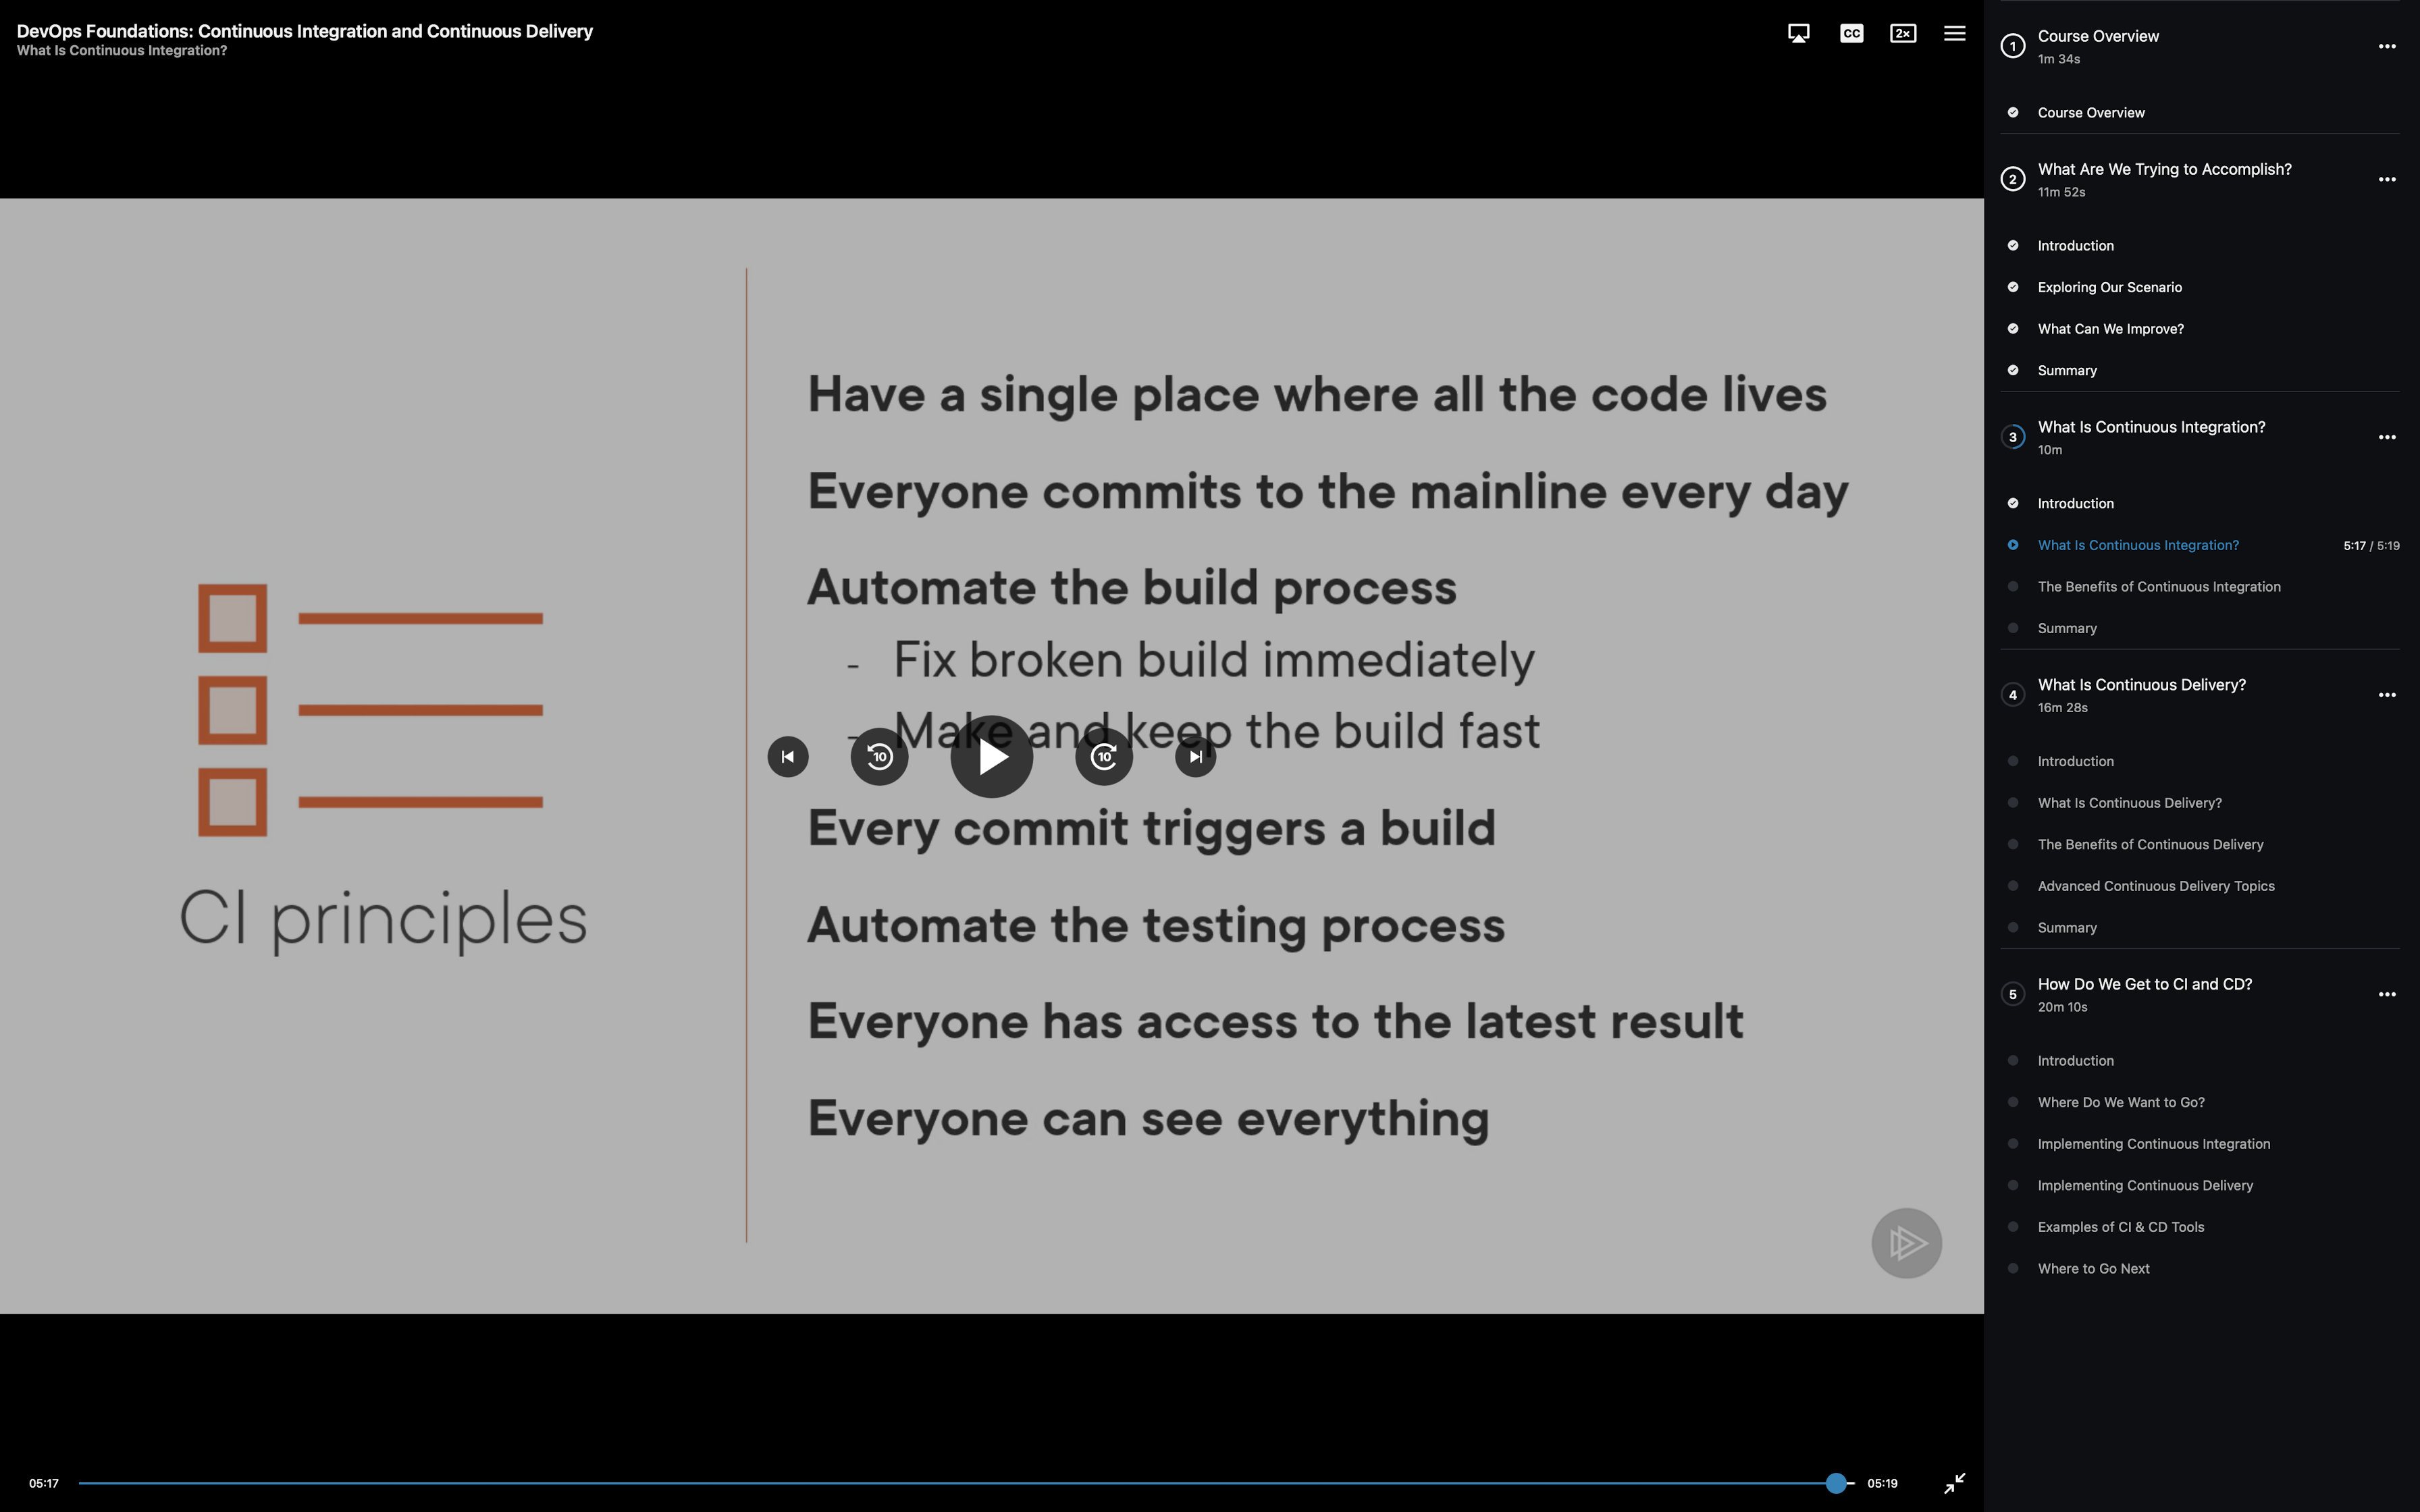 DevOps Foundations: Continuous Integration and Continuous Delivery
What Is Continuous Integration?
CC
2×
Have a single place where all the code lives
Everyone commits to the mainline every day
Automate the build process
- Fix broken build immediately
- Make and keep the build fast
10
10
Every commit triggers a build
Automate the testing process
Everyone has access to the latest result
Everyone can see everything
CI principles
05:17
05:19
1
Course Overview
1m 34s
Course Overview
2
What Are We Trying to Accomplish?
11m 52s
Introduction
Exploring Our Scenario
What Can We Improve?
Summary
3
What Is Continuous Integration?
10m
Introduction
What Is Continuous Integration? 5:17 / 5:19
The Benefits of Continuous Integration
Summary
4
What Is Continuous Delivery?
16m 28s
Introduction
What Is Continuous Delivery?
The Benefits of Continuous Delivery
Advanced Continuous Delivery Topics
Summary
5
How Do We Get to CI and CD?
20m 10s
Introduction
Where Do We Want to Go?
Implementing Continuous Integration
Implementing Continuous Delivery
Examples of CI & CD Tools
Where to Go Next